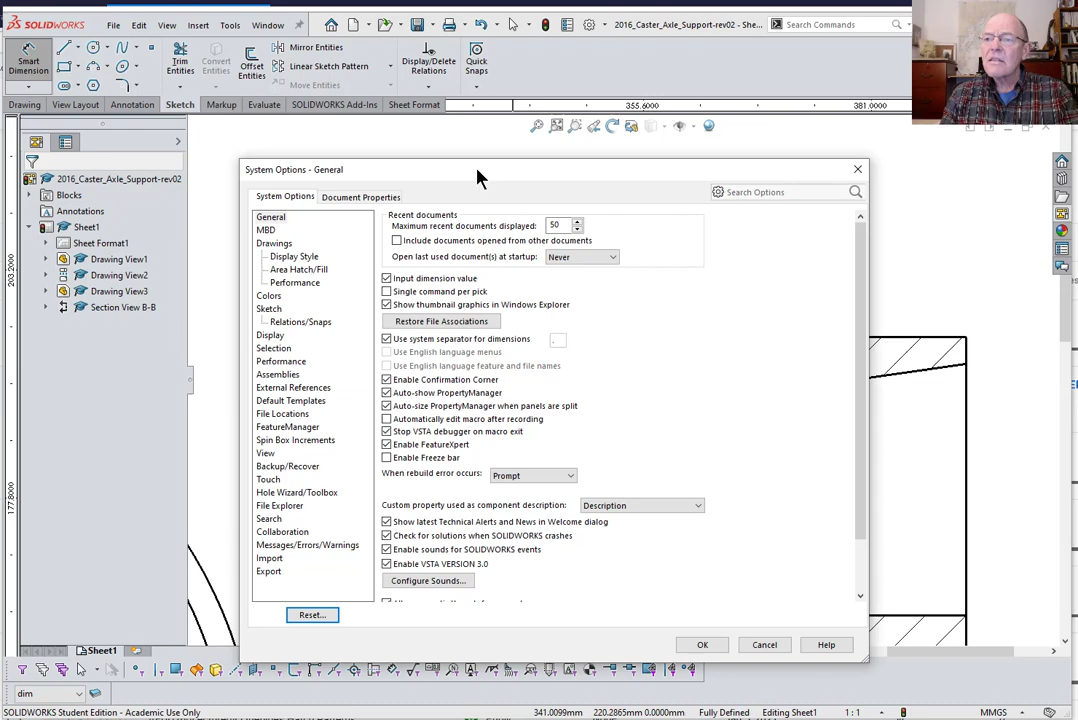 SOLIDWORKS File Edit View Insert Tools Window 2016_Caster_Axle_Support-rev02 - She... Search Commands
Smart Dimension
Trim Entities
Convert Entities
Offset Entities
Mirror Entities
Linear Sketch Pattern
Move Entities
Display/Delete Relations
Quick Snaps
Drawing View Layout Annotation Sketch Markup Evaluate SOLIDWORKS Add-Ins Sheet Format 355.6000 381.0000
203.2000
177.8000
2016_Caster_Axle_Support-rev02
Blocks
Annotations
Sheet1
Sheet Format1
Drawing View1
Drawing View2
Drawing View3
Section View B-B
System Options - General
System Options Document Properties Search Options
General
MBD
Drawings
Display Style
Area Hatch/Fill
Performance
Colors
Sketch
Relations/Snaps
Display
Selection
Performance
Assemblies
External References
Default Templates
File Locations
FeatureManager
Spin Box Increments
View
Backup/Recover
Touch
Hole Wizard/Toolbox
File Explorer
Search
Collaboration
Messages/Errors/Warnings
Import
Export
Reset...
Recent documents
Maximum recent documents displayed: 50
Include documents opened from other documents
Open last used document(s) at startup: Never
Input dimension value
Single command per pick
Show thumbnail graphics in Windows Explorer
Restore File Associations
Use system separator for dimensions .
Use English language menus
Use English language feature and file names
Enable Confirmation Corner
Auto-show PropertyManager
Auto-size PropertyManager when panels are split
Automatically edit macro after recording
Stop VSTA debugger on macro exit
Enable FeatureXpert
Enable Freeze bar
When rebuild error occurs: Prompt
Custom property used as component description: Description
Show latest Technical Alerts and News in Welcome dialog
Check for solutions when SOLIDWORKS crashes
Enable sounds for SOLIDWORKS events
Enable VSTA VERSION 3.0
Configure Sounds...
OK Cancel Help
Sheet1
dim
SOLIDWORKS Student Edition - Academic Use Only 341.0099mm 220.2865mm 0.0000mm Fully Defined Editing Sheet1 1 : 1 MMGS